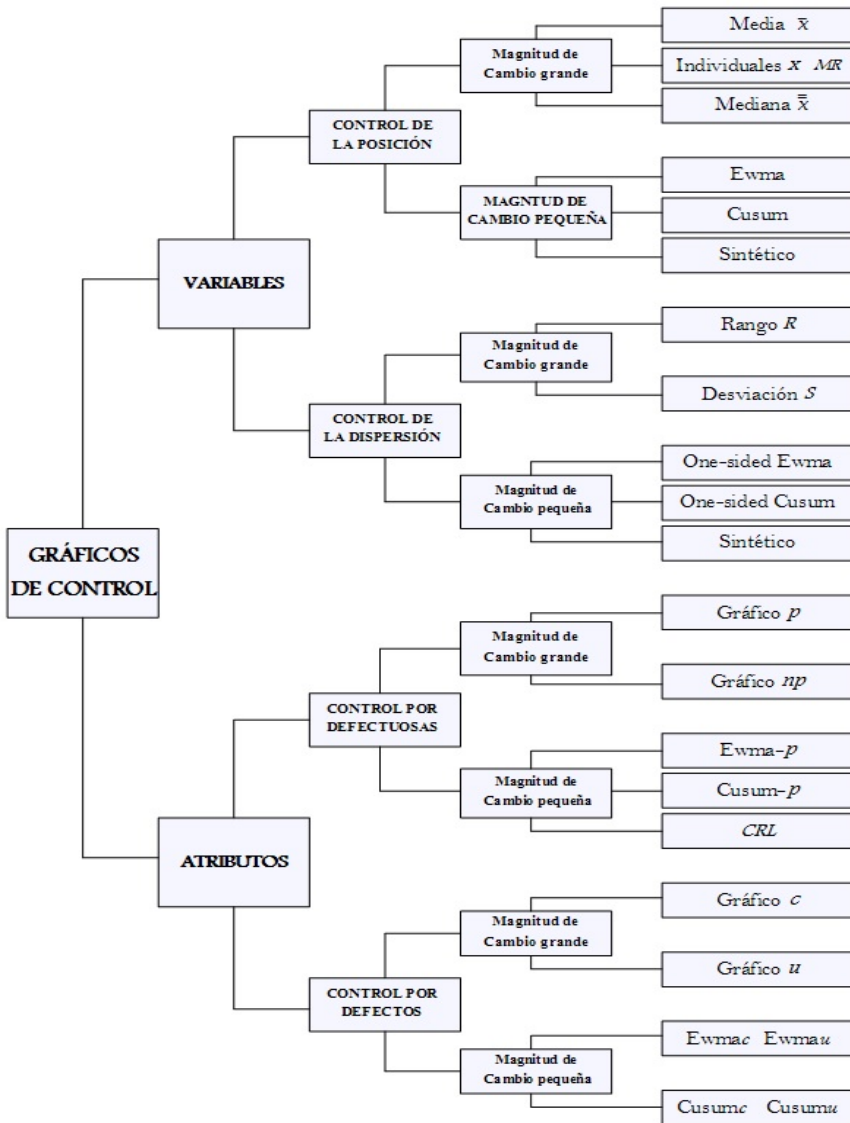 Media x̄
Individuales x MR
Mediana x̿
Magnitud de
Cambio grande
CONTROL DE
LA POSICIÓN
Ewma
Cusum
Sintético
MAGNTUD DE
CAMBIO PEQUEÑA
VARIABLES
Rango R
Desviación S
Magnitud de
Cambio grande
CONTROL DE
LA DISPERSIÓN
One-sided Ewma
One-sided Cusum
Sintético
Magnitud de
Cambio pequeña
GRÁFICOS
DE CONTROL
Gráfico p
Gráfico np
Magnitud de
Cambio grande
CONTROL POR
DEFECTUOSAS
Ewma-p
Cusum-p
CRL
Magnitud de
Cambio pequeña
ATRIBUTOS
Gráfico c
Gráfico u
Magnitud de
Cambio grande
CONTROL POR
DEFECTOS
Ewmac Ewmau
Cusumc Cusumu
Magnitud de
Cambio pequeña